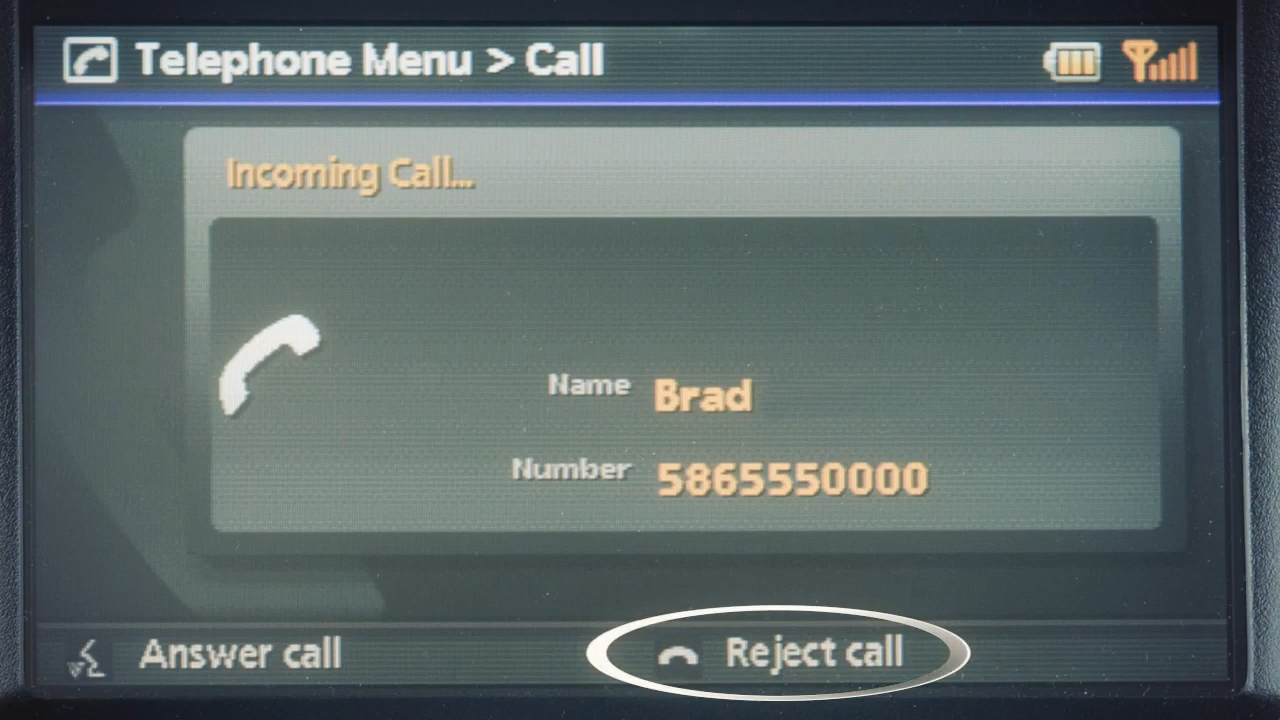 Telephone Menu > Call
Incoming Call...
Name Brad
Number 5865550000
Answer call Reject call